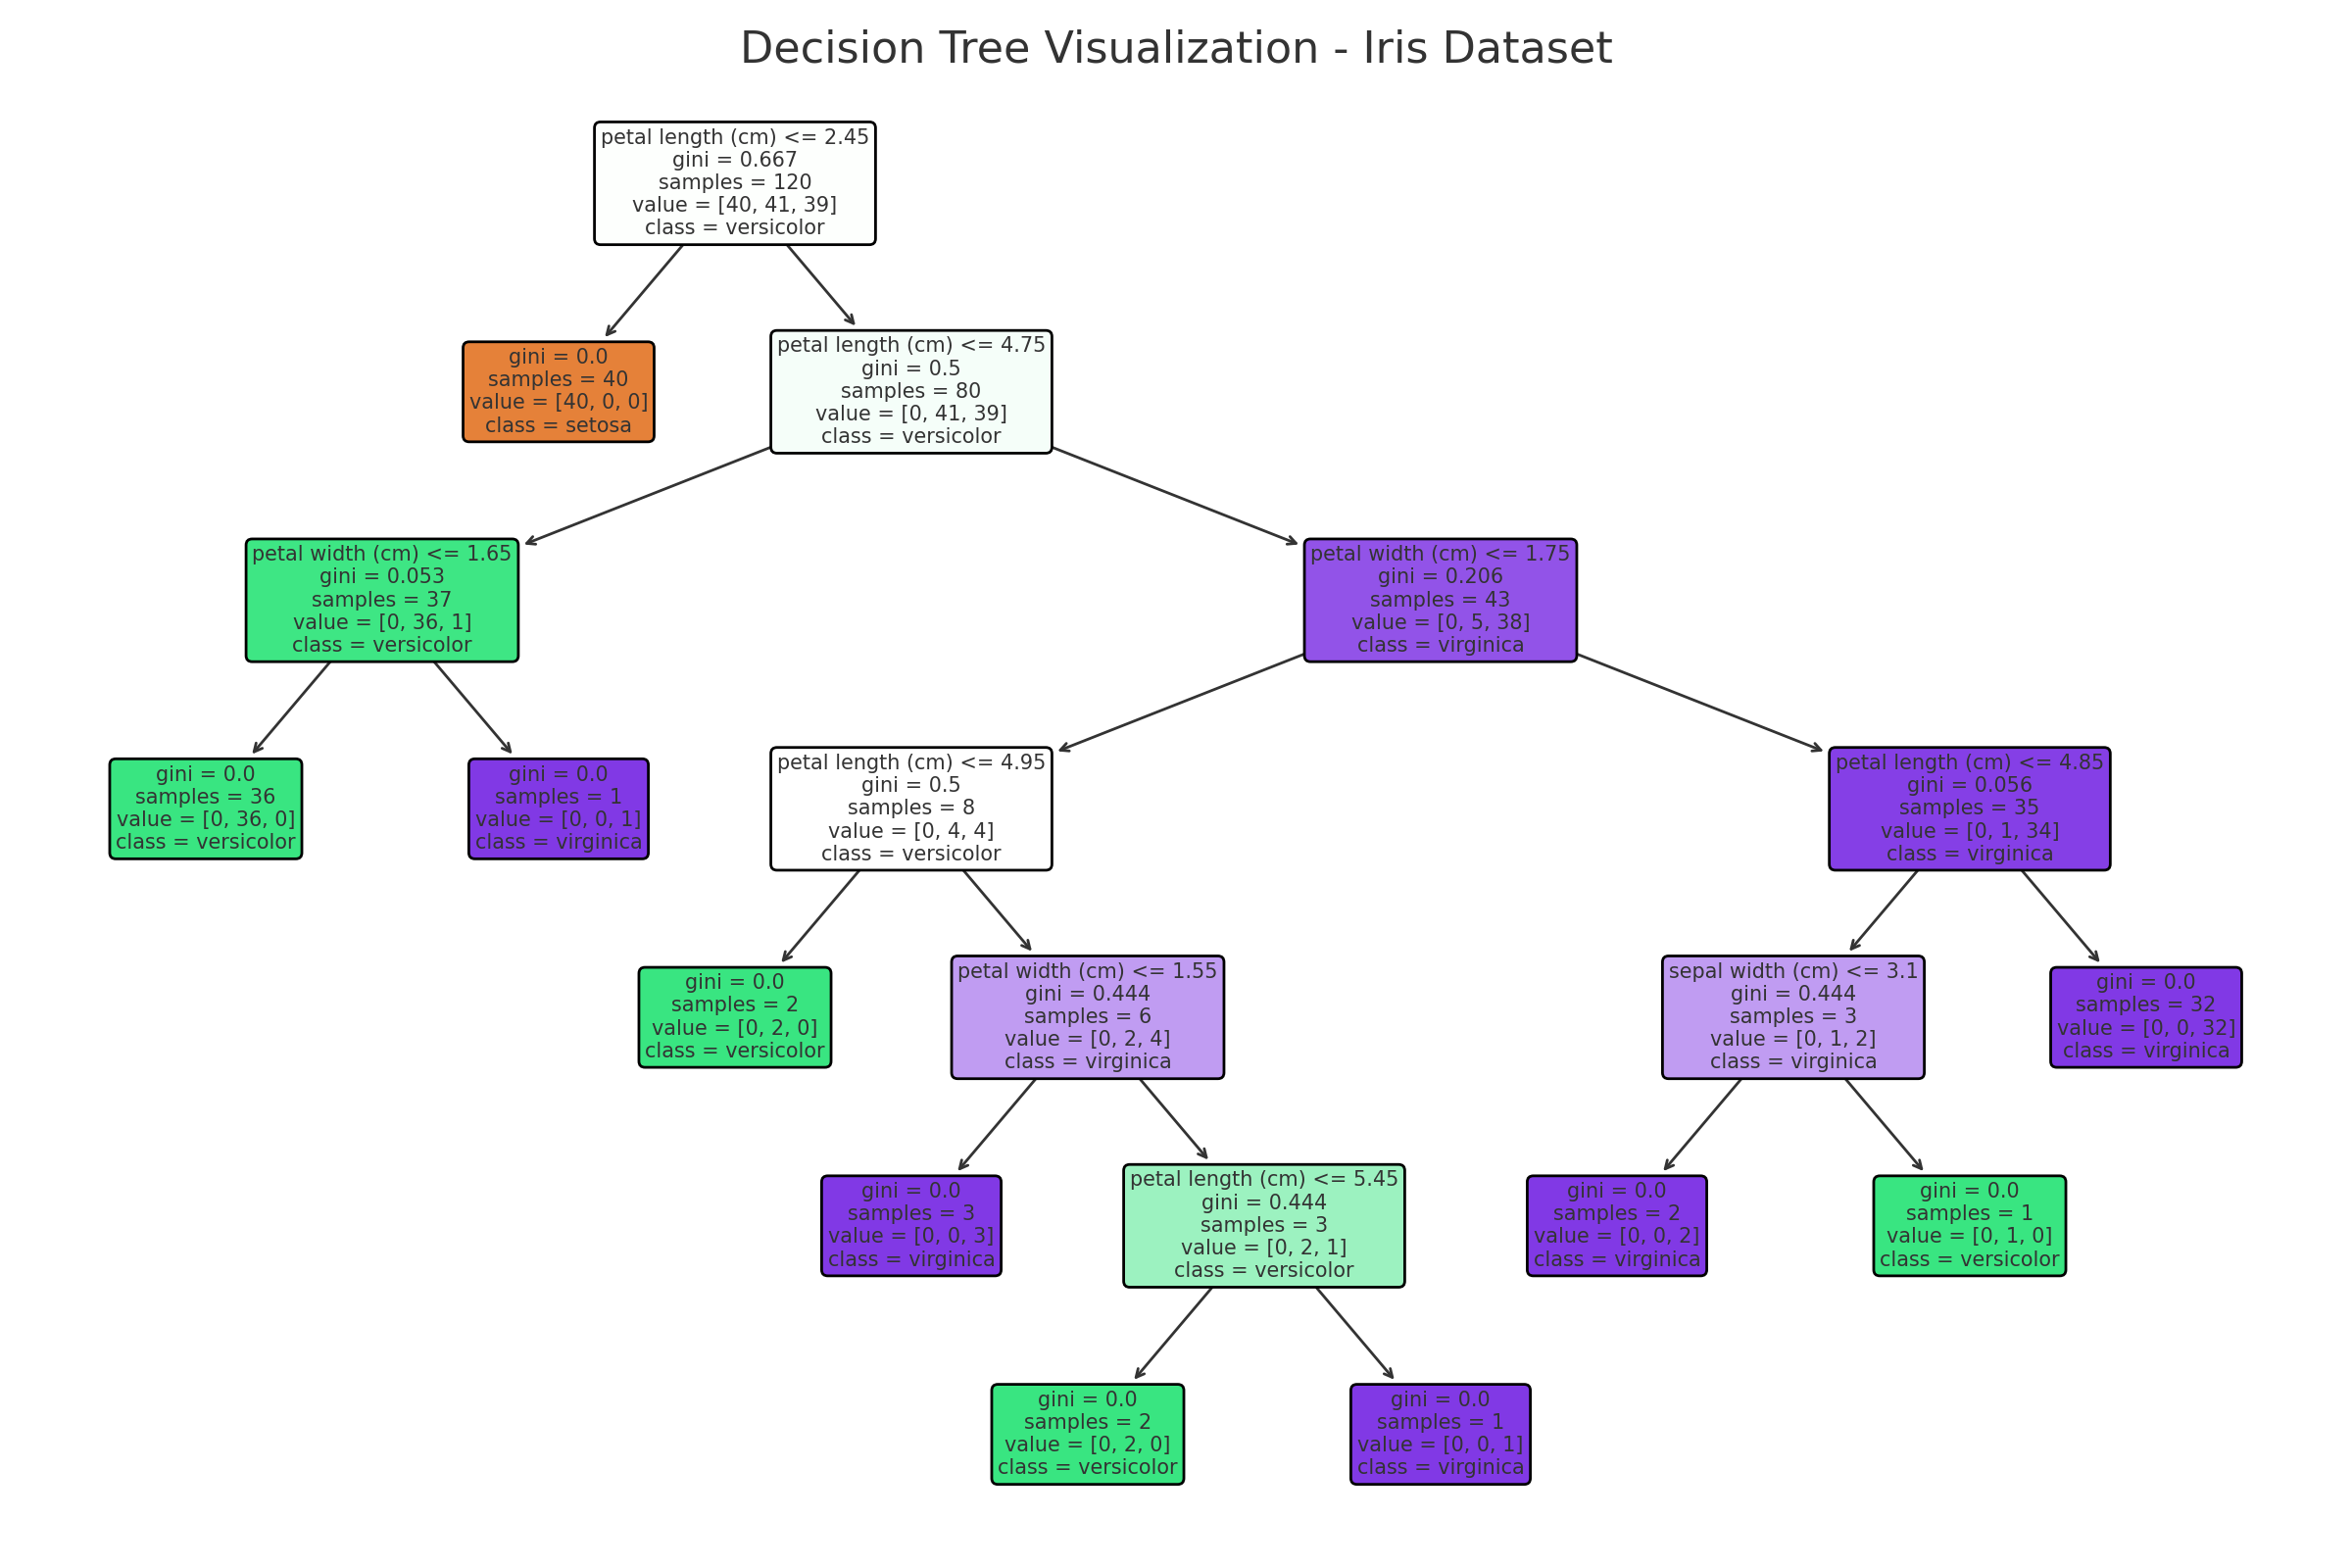 Decision Tree Visualization - Iris Dataset
petal length (cm) <= 2.45
gini = 0.667
samples = 120
value = [40, 41, 39]
class = versicolor
gini = 0.0
samples = 40
value = [40, 0, 0]
class = setosa
petal length (cm) <= 4.75
gini = 0.5
samples = 80
value = [0, 41, 39]
class = versicolor
petal width (cm) <= 1.65
gini = 0.053
samples = 37
value = [0, 36, 1]
class = versicolor
petal width (cm) <= 1.75
gini = 0.206
samples = 43
value = [0, 5, 38]
class = virginica
gini = 0.0
samples = 36
value = [0, 36, 0]
class = versicolor
gini = 0.0
samples = 1
value = [0, 0, 1]
class = virginica
petal length (cm) <= 4.95
gini = 0.5
samples = 8
value = [0, 4, 4]
class = versicolor
petal length (cm) <= 4.85
gini = 0.056
samples = 35
value = [0, 1, 34]
class = virginica
gini = 0.0
samples = 2
value = [0, 2, 0]
class = versicolor
petal width (cm) <= 1.55
gini = 0.444
samples = 6
value = [0, 2, 4]
class = virginica
sepal width (cm) <= 3.1
gini = 0.444
samples = 3
value = [0, 1, 2]
class = virginica
gini = 0.0
samples = 32
value = [0, 0, 32]
class = virginica
gini = 0.0
samples = 3
value = [0, 0, 3]
class = virginica
petal length (cm) <= 5.45
gini = 0.444
samples = 3
value = [0, 2, 1]
class = versicolor
gini = 0.0
samples = 2
value = [0, 0, 2]
class = virginica
gini = 0.0
samples = 1
value = [0, 1, 0]
class = versicolor
gini = 0.0
samples = 2
value = [0, 2, 0]
class = versicolor
gini = 0.0
samples = 1
value = [0, 0, 1]
class = virginica